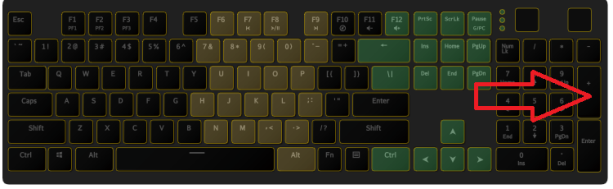 Esc F1 F2 F3 F4 F5 F6 F7 F8 F9 F10 F11 F12 PrtSc ScrLk Pause
` ~ 1 ! 2 @ 3 # 4 $ 5 % 6 ^ 7 & 8 * 9 ( 0 ) - = + ← Ins Home PgUp Num Lk / * -
Tab Q W E R T Y U I O P [ { ] } \ | Del End PgDn 7 9 +
Caps A S D F G H J K L ; : ' " Enter 4 5 6
Shift Z X C V B N M , < . > / ? Shift 1 End 2 3 PgDn Enter
Ctrl Alt Alt Fn Ctrl 0 Ins . Del